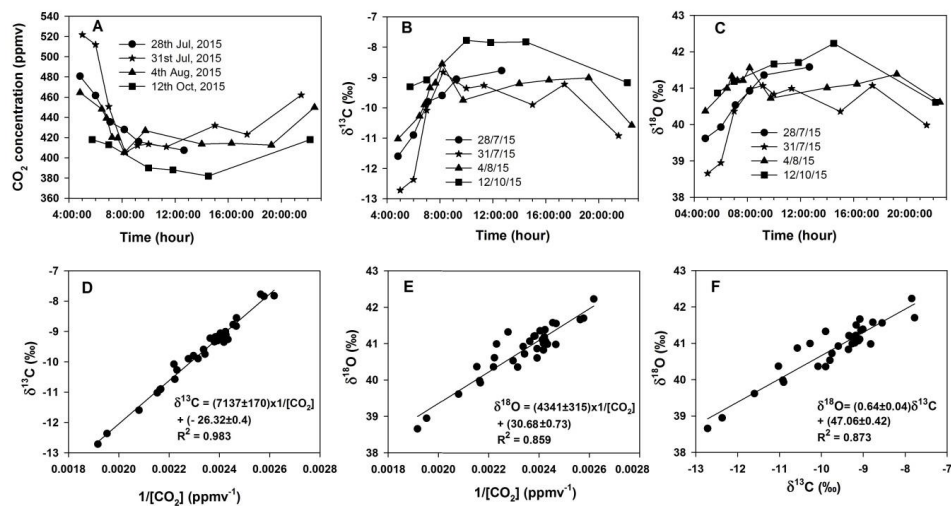 A
28th Jul, 2015
31st Jul, 2015
4th Aug, 2015
12th Oct, 2015
CO₂ concentration (ppmv)
540
520
500
480
460
440
420
400
380
360
4:00:00
12:00:00
20:00:00
Time (hour)
B
28/7/15
31/7/15
4/8/15
12/10/15
δ¹³C (‰)
-7
-8
-9
-10
-11
-12
-13
4:00:00 8:00:00 12:00:00 16:00:00 20:00:00
Time (hour)
C
28/7/15
31/7/15
4/8/15
12/10/15
δ¹⁸O (‰)
43
42
41
40
39
38
04:00:00 08:00:00 12:00:00 16:00:00 20:00:00
Time (hour)
D
δ¹³C (‰)
-7
-8
-9
-10
-11
-12
-13
δ¹³C = (7137±170)x1/[CO₂]
+ (- 26.32±0.4)
R² = 0.983
0.0018 0.0020 0.0022 0.0024 0.0026 0.0028
1/[CO₂] (ppmv⁻¹)
E
δ¹⁸O (‰)
43
42
41
40
39
38
δ¹⁸O = (4341±315)x1/[CO₂]
+ (30.68±0.73)
R² = 0.859
0.0018 0.0020 0.0022 0.0024 0.0026 0.0028
1/[CO₂] (ppmv⁻¹)
F
δ¹⁸O (‰)
43
42
41
40
39
38
δ¹⁸O= (0.64±0.04)δ¹³C
+ (47.06±0.42)
R² = 0.873
-13 -12 -11 -10 -9 -8 -7
δ¹³C (‰)